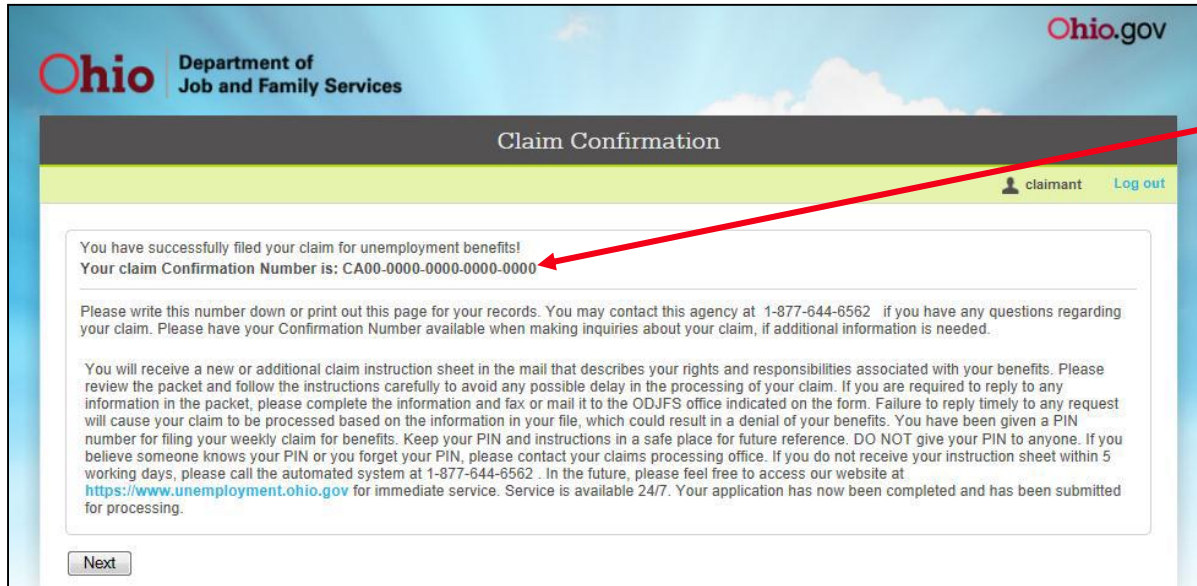 Ohio.gov
Ohio
Department of
Job and Family Services
Claim Confirmation
claimant Log out
You have successfully filed your claim for unemployment benefits!
Your claim Confirmation Number is: CA00-0000-0000-0000-0000
Please write this number down or print out this page for your records. You may contact this agency at 1-877-644-6562 if you have any questions regarding
your claim. Please have your Confirmation Number available when making inquiries about your claim, if additional information is needed.
You will receive a new or additional claim instruction sheet in the mail that describes your rights and responsibilities associated with your benefits. Please
review the packet and follow the instructions carefully to avoid any possible delay in the processing of your claim. If you are required to reply to any
information in the packet, please complete the information and fax or mail it to the ODJFS office indicated on the form. Failure to reply timely to any request
will cause your claim to be processed based on the information in your file, which could result in a denial of your benefits. You have been given a PIN
number for filing your weekly claim for benefits. Keep your PIN and instructions in a safe place for future reference. DO NOT give your PIN to anyone. If you
believe someone knows your PIN or you forget your PIN, please contact your claims processing office. If you do not receive your instruction sheet within 5
working days, please call the automated system at 1-877-644-6562 . In the future, please feel free to access our website at
https://www.unemployment.ohio.gov for immediate service. Service is available 24/7. Your application has now been completed and has been submitted
for processing.
Next